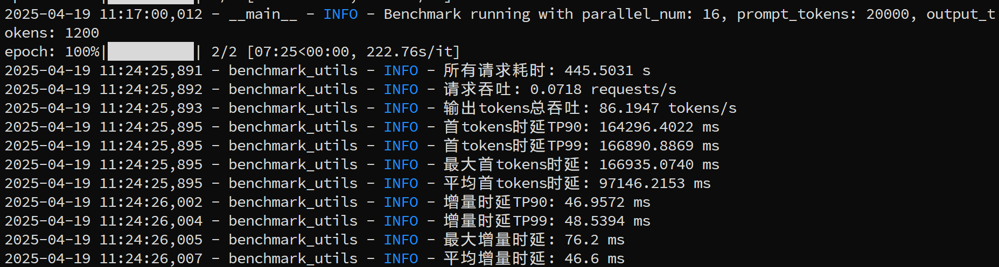 2025-04-19 11:17:00,012 - __main__ - INFO - Benchmark running with parallel_num: 16, prompt_tokens: 20000, output_t
okens: 1200
epoch: 100%|██████████| 2/2 [07:25<00:00, 222.76s/it]
2025-04-19 11:24:25,891 - benchmark_utils - INFO - 所有请求耗时: 445.5031 s
2025-04-19 11:24:25,892 - benchmark_utils - INFO - 请求吞吐: 0.0718 requests/s
2025-04-19 11:24:25,893 - benchmark_utils - INFO - 输出tokens总吞吐: 86.1947 tokens/s
2025-04-19 11:24:25,895 - benchmark_utils - INFO - 首tokens时延TP90: 164296.4022 ms
2025-04-19 11:24:25,895 - benchmark_utils - INFO - 首tokens时延TP99: 166890.8869 ms
2025-04-19 11:24:25,895 - benchmark_utils - INFO - 最大首tokens时延: 166935.0740 ms
2025-04-19 11:24:25,895 - benchmark_utils - INFO - 平均首tokens时延: 97146.2153 ms
2025-04-19 11:24:26,002 - benchmark_utils - INFO - 增量时延TP90: 46.9572 ms
2025-04-19 11:24:26,004 - benchmark_utils - INFO - 增量时延TP99: 48.5394 ms
2025-04-19 11:24:26,005 - benchmark_utils - INFO - 最大增量时延: 76.2 ms
2025-04-19 11:24:26,007 - benchmark_utils - INFO - 平均增量时延: 46.6 ms